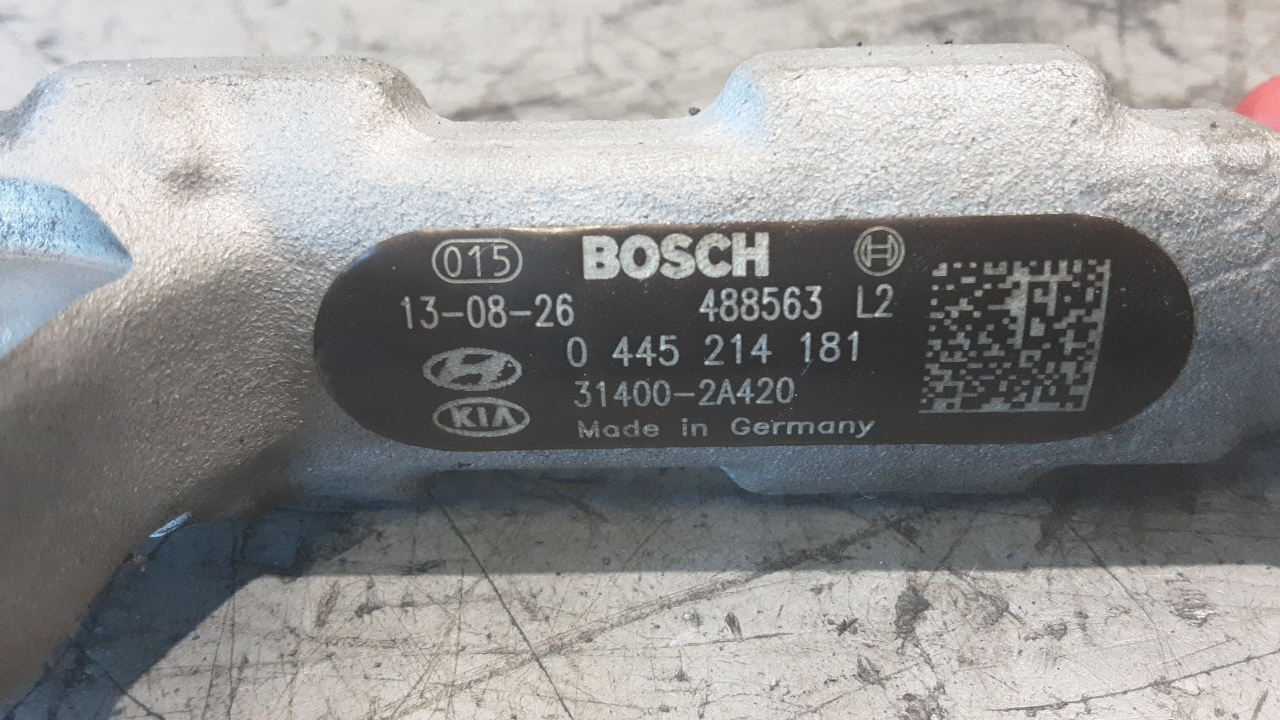 015 BOSCH
13-08-26 488563 L2
0 445 214 181
31400-2A420
KIA
Made in Germany